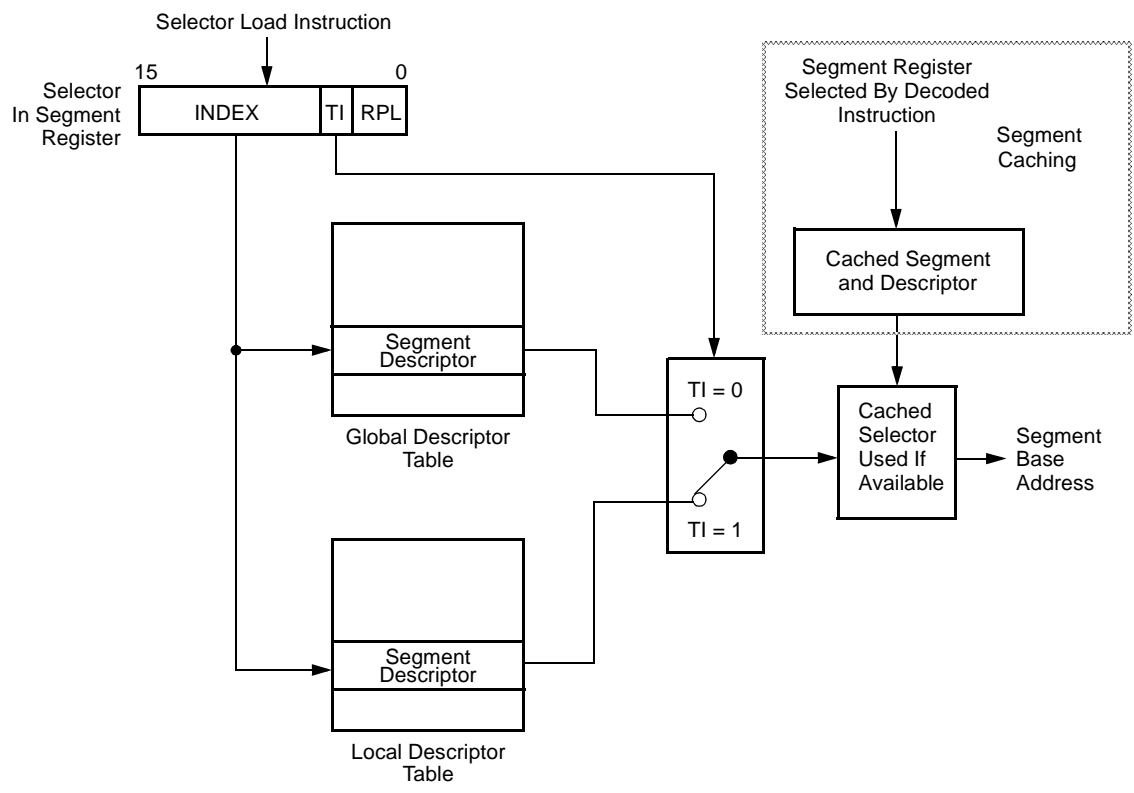 Selector Load Instruction
15
0
Selector
In Segment
Register
INDEX
TI
RPL
Segment Register
Selected By Decoded
Instruction
Segment
Caching
Cached Segment
and Descriptor
Segment
Descriptor
Global Descriptor
Table
TI = 0
TI = 1
Cached
Selector
Used If
Available
Segment
Base
Address
Segment
Descriptor
Local Descriptor
Table